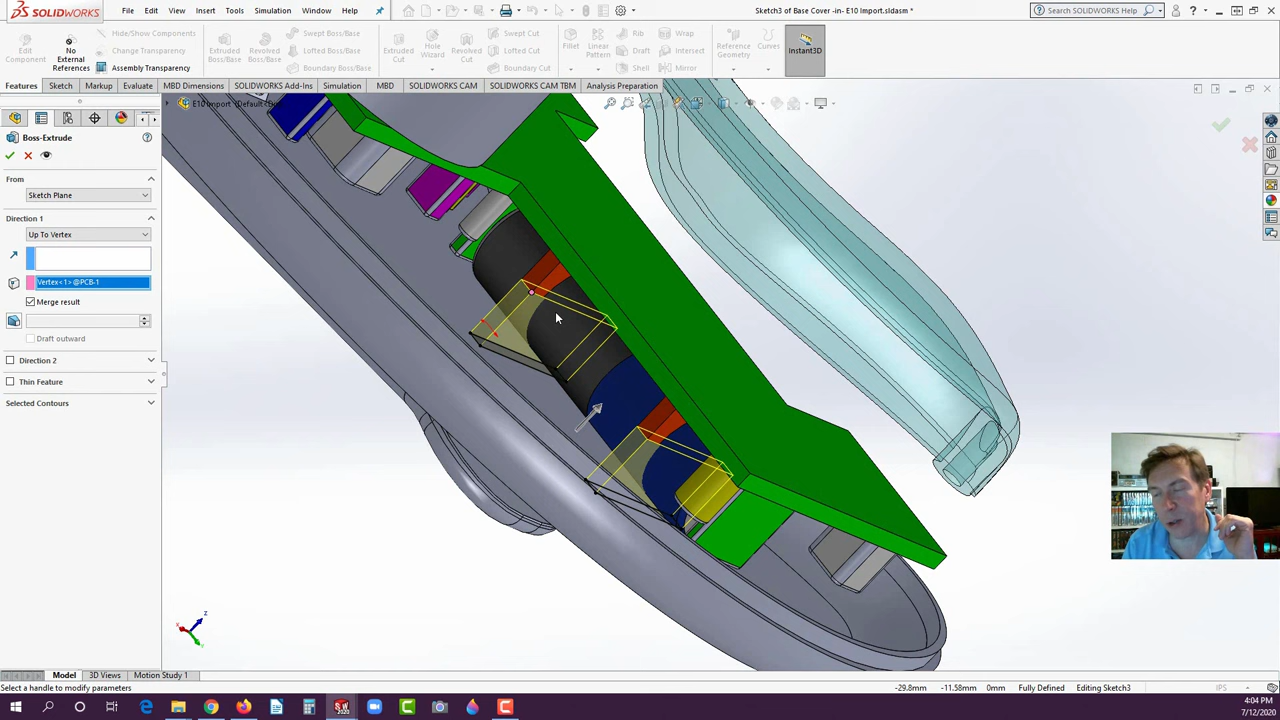 SOLIDWORKS File Edit View Insert Tools Simulation Window Help
Sketch3 of Base Cover -in- E10 Import.sldasm *
Search SOLIDWORKS Help
Edit Component
No External References
Hide/Show Components
Change Transparency
Assembly Transparency
Extruded Boss/Base
Revolved Boss/Base
Swept Boss/Base
Lofted Boss/Base
Boundary Boss/Base
Extruded Cut
Hole Wizard
Revolved Cut
Swept Cut
Lofted Cut
Boundary Cut
Fillet
Linear Pattern
Rib
Draft
Shell
Wrap
Intersect
Mirror
Reference Geometry
Curves
Instant3D
Features Sketch Markup Evaluate MBD Dimensions SOLIDWORKS Add-Ins Simulation MBD SOLIDWORKS CAM SOLIDWORKS CAM TBM Analysis Preparation
E10 Import (Default
Boss-Extrude
From
Sketch Plane
Direction 1
Up To Vertex
Vertex<1> @PCB-1
Merge result
Draft outward
Direction 2
Thin Feature
Selected Contours
Z
X
Y
Model 3D Views Motion Study 1
Select a handle to modify parameters
-29.8mm -11.58mm 0mm Fully Defined Editing Sketch3 IPS
4:04 PM
7/12/2020